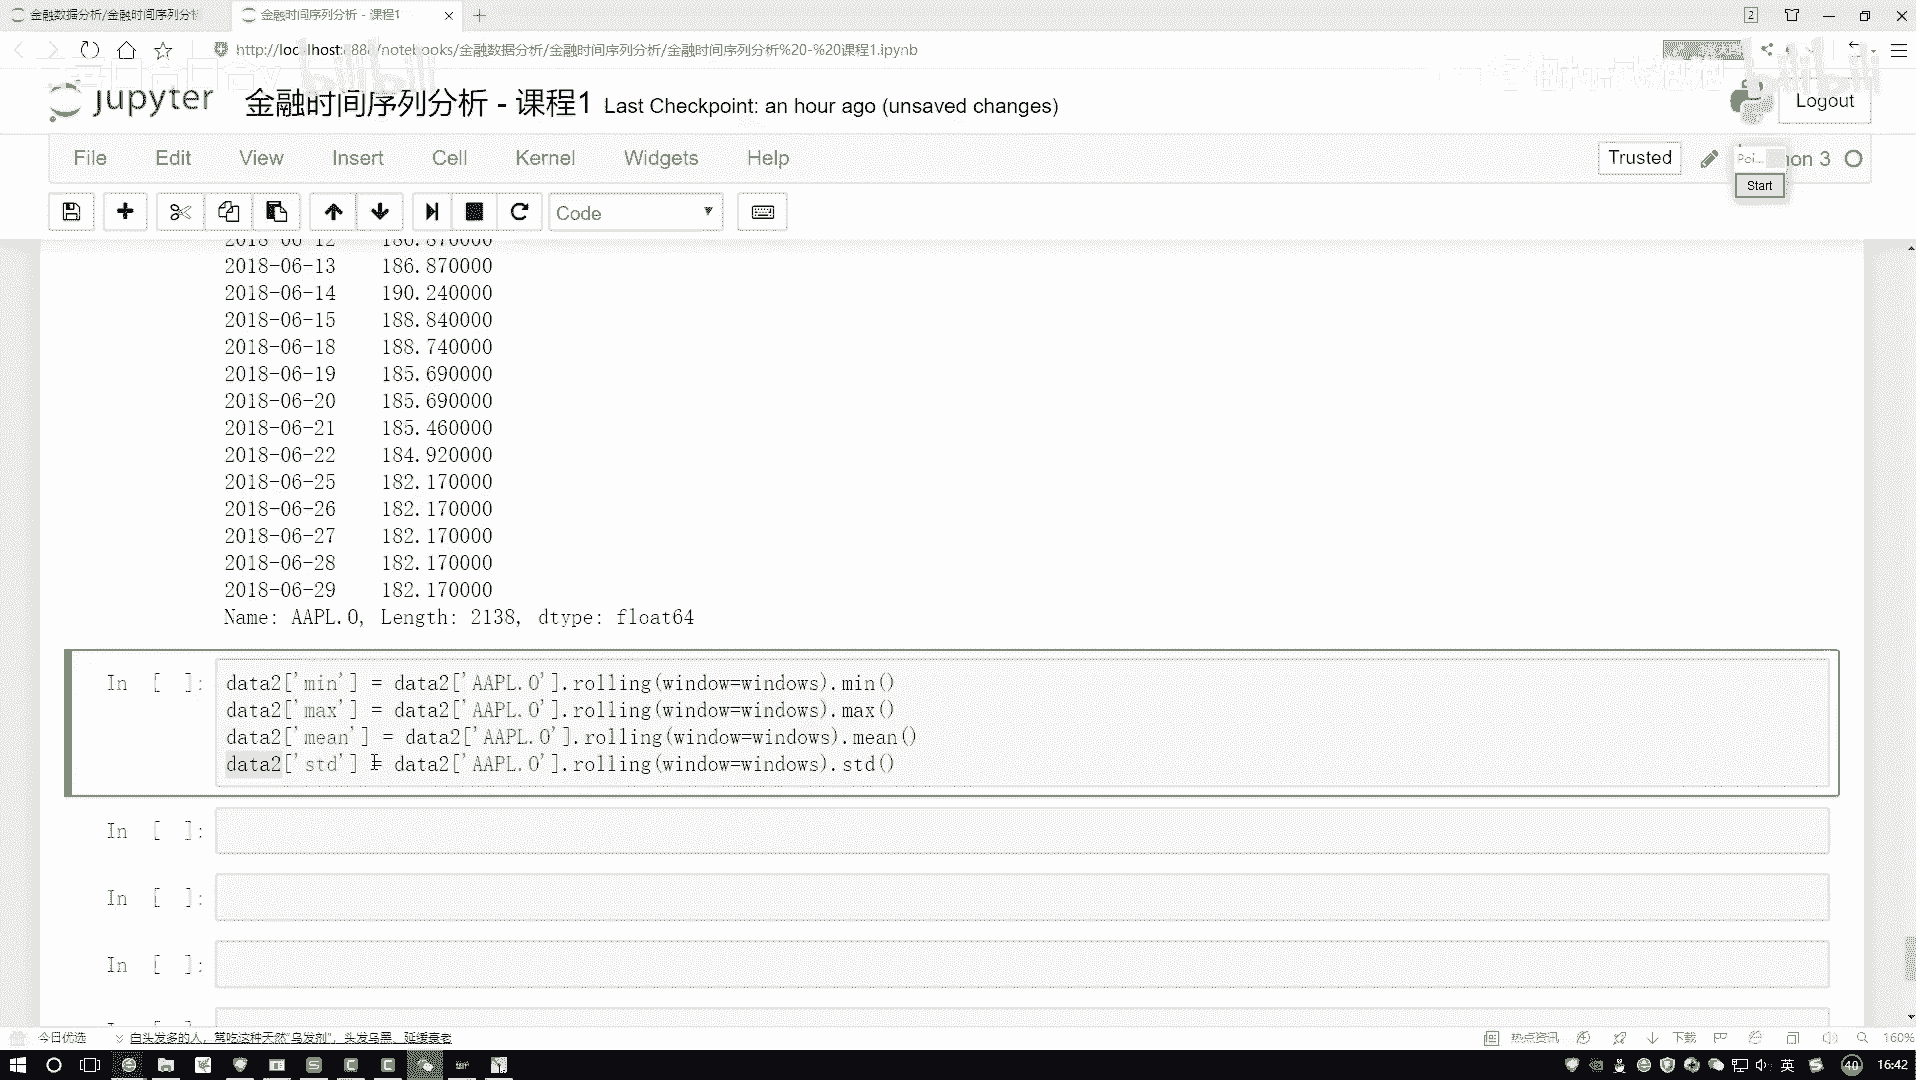 金融数据分析/金融时间序列分析
金融时间序列分析 - 课程1
2
notebooks/金融数据分析/金融时间序列分析/金融时间序列分析%20-%20课程1.ipynb
jupyter 金融时间序列分析 - 课程1 Last Checkpoint: an hour ago (unsaved changes)
Logout
File Edit View Insert Cell Kernel Widgets Help
Trusted
Poi...
3
Start
Code
2018-06-12 186.870000
2018-06-13 186.870000
2018-06-14 190.240000
2018-06-15 188.840000
2018-06-18 188.740000
2018-06-19 185.690000
2018-06-20 185.690000
2018-06-21 185.460000
2018-06-22 184.920000
2018-06-25 182.170000
2018-06-26 182.170000
2018-06-27 182.170000
2018-06-28 182.170000
2018-06-29 182.170000
Name: AAPL.O, Length: 2138, dtype: float64
In [ ]:
data2['min'] = data2['AAPL.O'].rolling(window=windows).min()
data2['max'] = data2['AAPL.O'].rolling(window=windows).max()
data2['mean'] = data2['AAPL.O'].rolling(window=windows).mean()
data2['std'] = data2['AAPL.O'].rolling(window=windows).std()
In [ ]:
In [ ]:
In [ ]:
今日优选
白头发多的人，常吃这种天然"乌发剂"，头发乌黑、延缓衰老
热点资讯
下载
160%
英
40
16:42